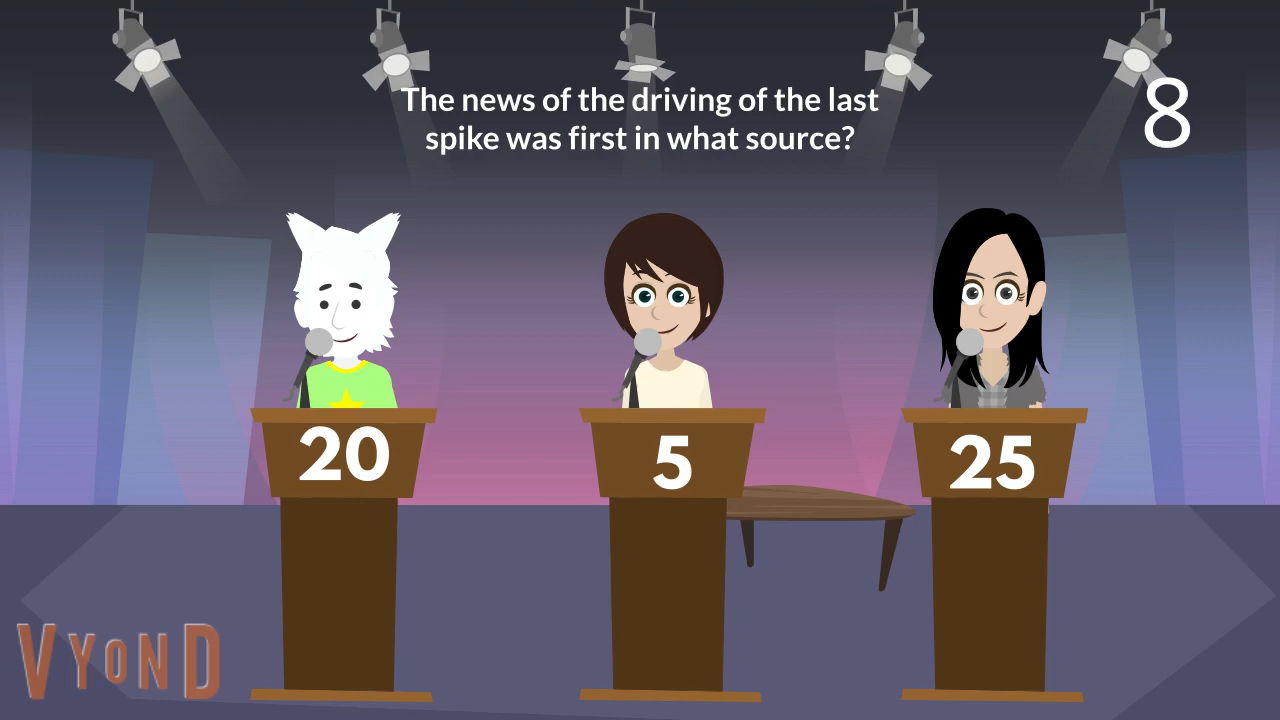 The news of the driving of the last
spike was first in what source?
8
20
5
25
VYOND